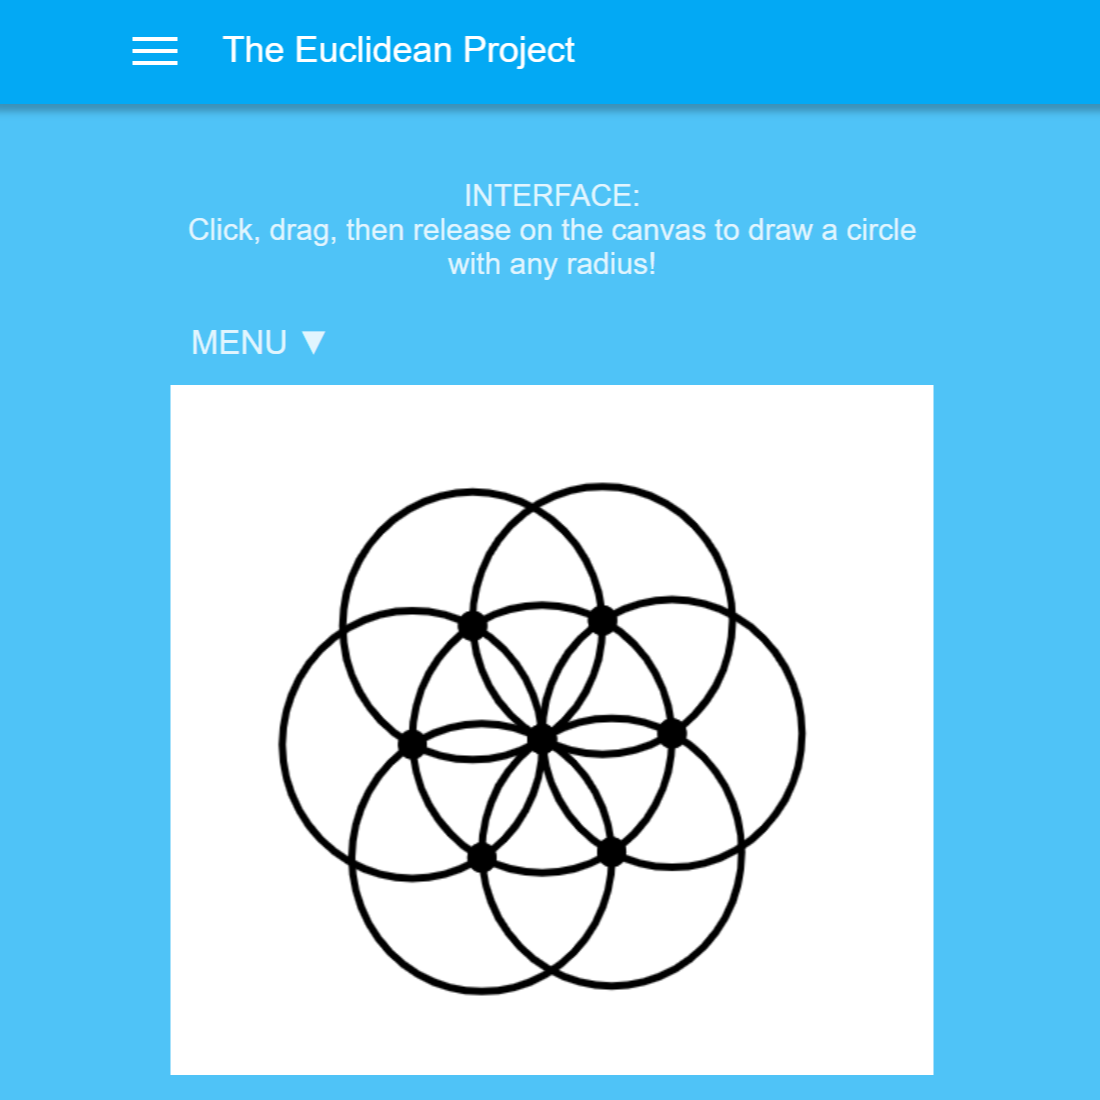 The Euclidean Project
INTERFACE:
Click, drag, then release on the canvas to draw a circle
with any radius!
MENU ▼